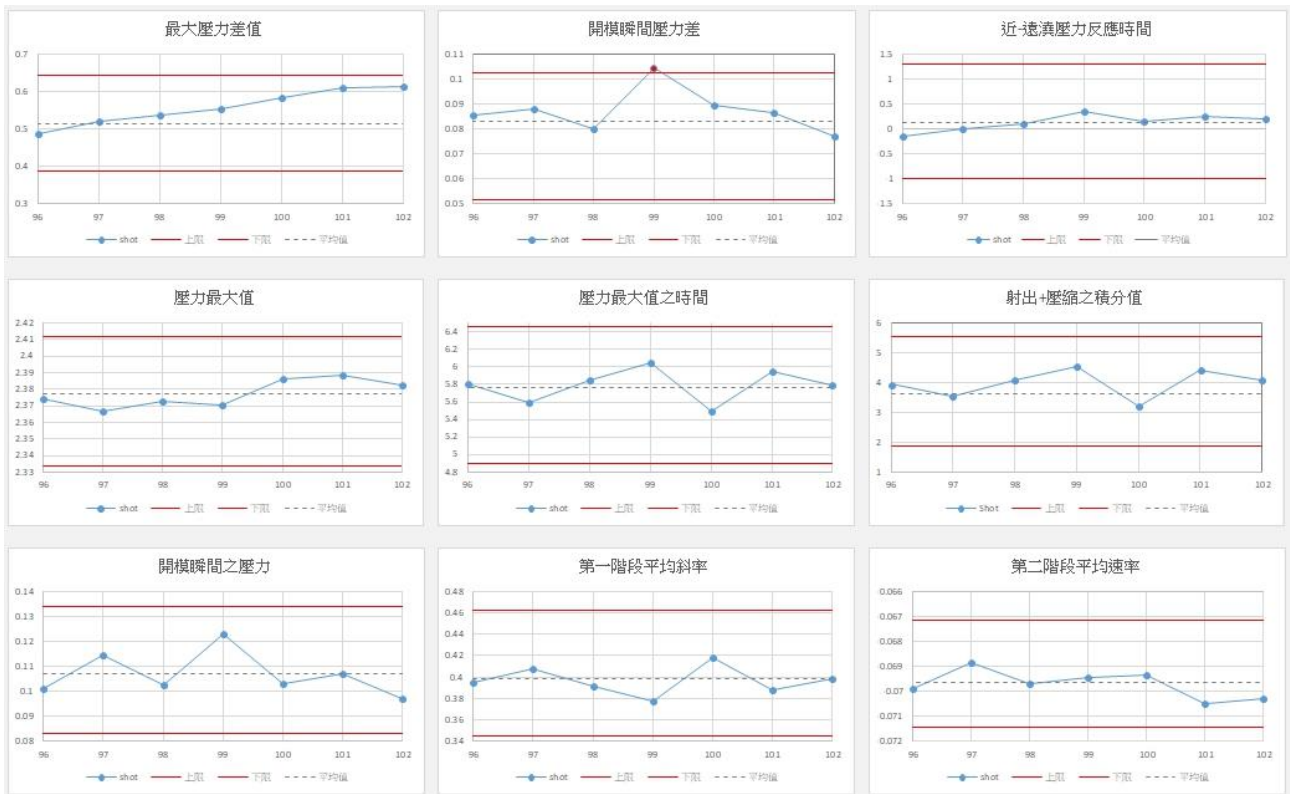 最大壓力差值
0.7
0.6
0.5
0.4
0.3
96 97 98 99 100 101 102
shot 上限 下限 平均值
開模瞬間壓力差
0.11
0.1
0.09
0.08
0.07
0.06
0.05
96 97 98 99 100 101 102
shot 上限 下限 平均值
近-遠澆壓力反應時間
1.5
1
0.5
0
0.5
1
1.5
96 97 98 99 100 101 102
shot 上限 下限 平均值
壓力最大值
2.42
2.41
2.4
2.39
2.38
2.37
2.36
2.35
2.34
2.33
96 97 98 99 100 101 102
shot 上限 下限 平均值
壓力最大值之時間
6.4
6.2
6
5.8
5.6
5.4
5.2
5
4.8
96 97 98 99 100 101 102
shot 上限 下限 平均值
射出+壓縮之積分值
6
5
4
3
2
1
96 97 98 99 100 101 102
Shot 上限 下限 平均值
開模瞬間之壓力
0.14
0.13
0.12
0.11
0.1
0.09
0.08
96 97 98 99 100 101 102
shot 上限 下限 平均值
第一階段平均斜率
0.48
0.46
0.44
0.42
0.4
0.38
0.36
0.34
96 97 98 99 100 101 102
shot 上限 下限 平均值
第二階段平均速率
0.066
0.067
0.068
0.069
0.07
0.071
0.072
96 97 98 99 100 101 102
shot 上限 下限 平均值